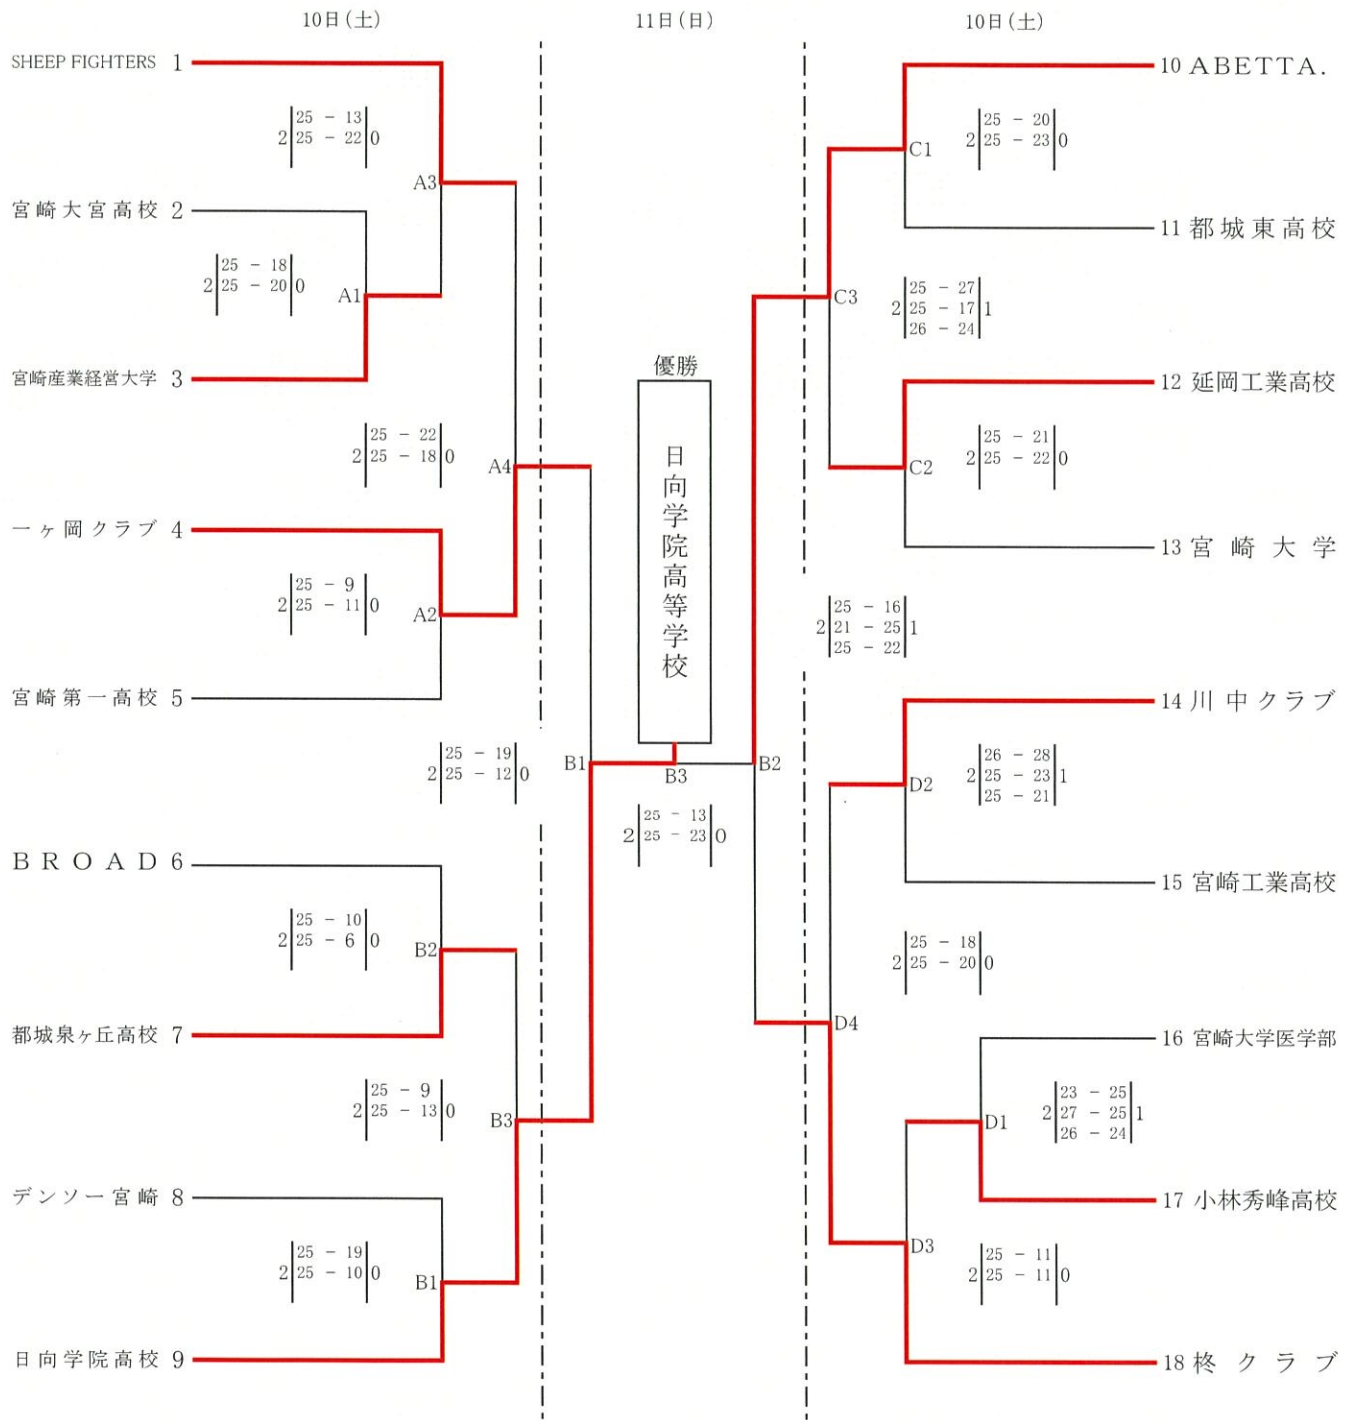 10日(土)
11日(日)
10日(土)
SHEEP FIGHTERS 1
25 - 13
2 25 - 22 0
A3
宮崎大宮高校 2
25 - 18
2 25 - 20 0
A1
宮崎産業経営大学 3
25 - 22
2 25 - 18 0
A4
一ヶ岡クラブ 4
25 - 9
2 25 - 11 0
A2
宮崎第一高校 5
25 - 19
2 25 - 12 0
B1
BROAD 6
25 - 10
2 25 - 6 0
B2
都城泉ヶ丘高校 7
25 - 9
2 25 - 13 0
B3
デンソー宮崎 8
25 - 19
2 25 - 10 0
B1
日向学院高校 9
優勝
日向学院高等学校
B3
25 - 13
2 25 - 23 0
10 ABETTA.
25 - 20
2 25 - 23 0
C1
11 都城東高校
25 - 27
2 25 - 17 1
26 - 24
C3
12 延岡工業高校
25 - 21
2 25 - 22 0
C2
13 宮崎大学
25 - 16
2 21 - 25 1
25 - 22
B2
14 川中クラブ
26 - 28
2 25 - 23 1
25 - 21
D2
15 宮崎工業高校
25 - 18
2 25 - 20 0
D4
16 宮崎大学医学部
23 - 25
2 27 - 25 1
26 - 24
D1
17 小林秀峰高校
25 - 11
2 25 - 11 0
D3
18 柊クラブ